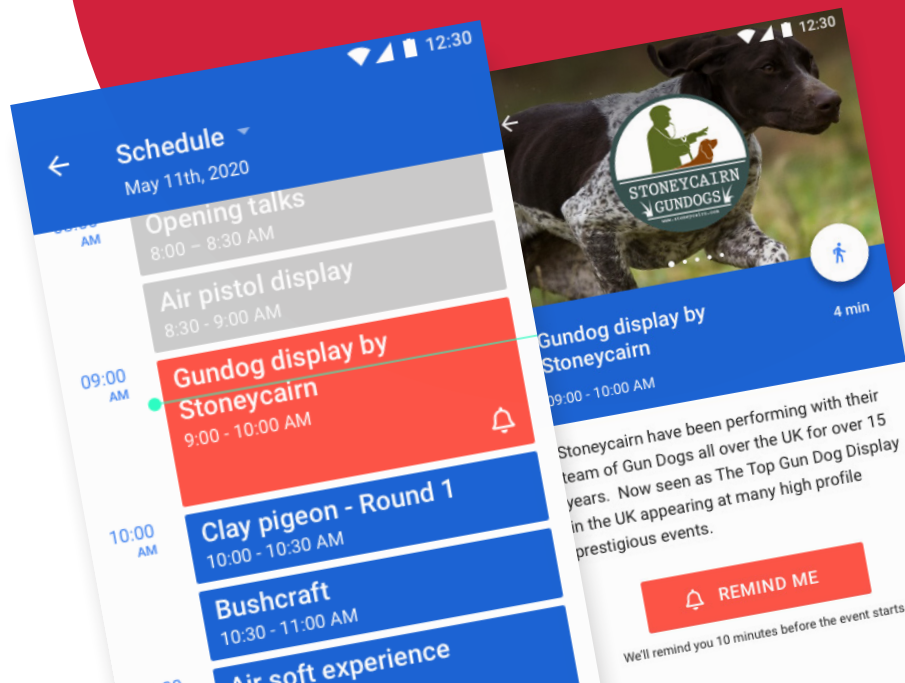 12:30
Schedule
May 11th, 2020
AM
Opening talks
8:00 – 8:30 AM
Air pistol display
8:30 - 9:00 AM
09:00
AM
Gundog display by
Stoneycairn
9:00 - 10:00 AM
10:00
AM
Clay pigeon - Round 1
10:00 - 10:30 AM
Bushcraft
10:30 - 11:00 AM
Air soft experience
12:30
STONEYCAIRN
GUNDOGS
www.stoneycairn.com
4 min
Gundog display by
Stoneycairn
09:00 - 10:00 AM
Stoneycairn have been performing with their
team of Gun Dogs all over the UK for over 15
years. Now seen as The Top Gun Dog Display
in the UK appearing at many high profile
prestigious events.
REMIND ME
We'll remind you 10 minutes before the event starts